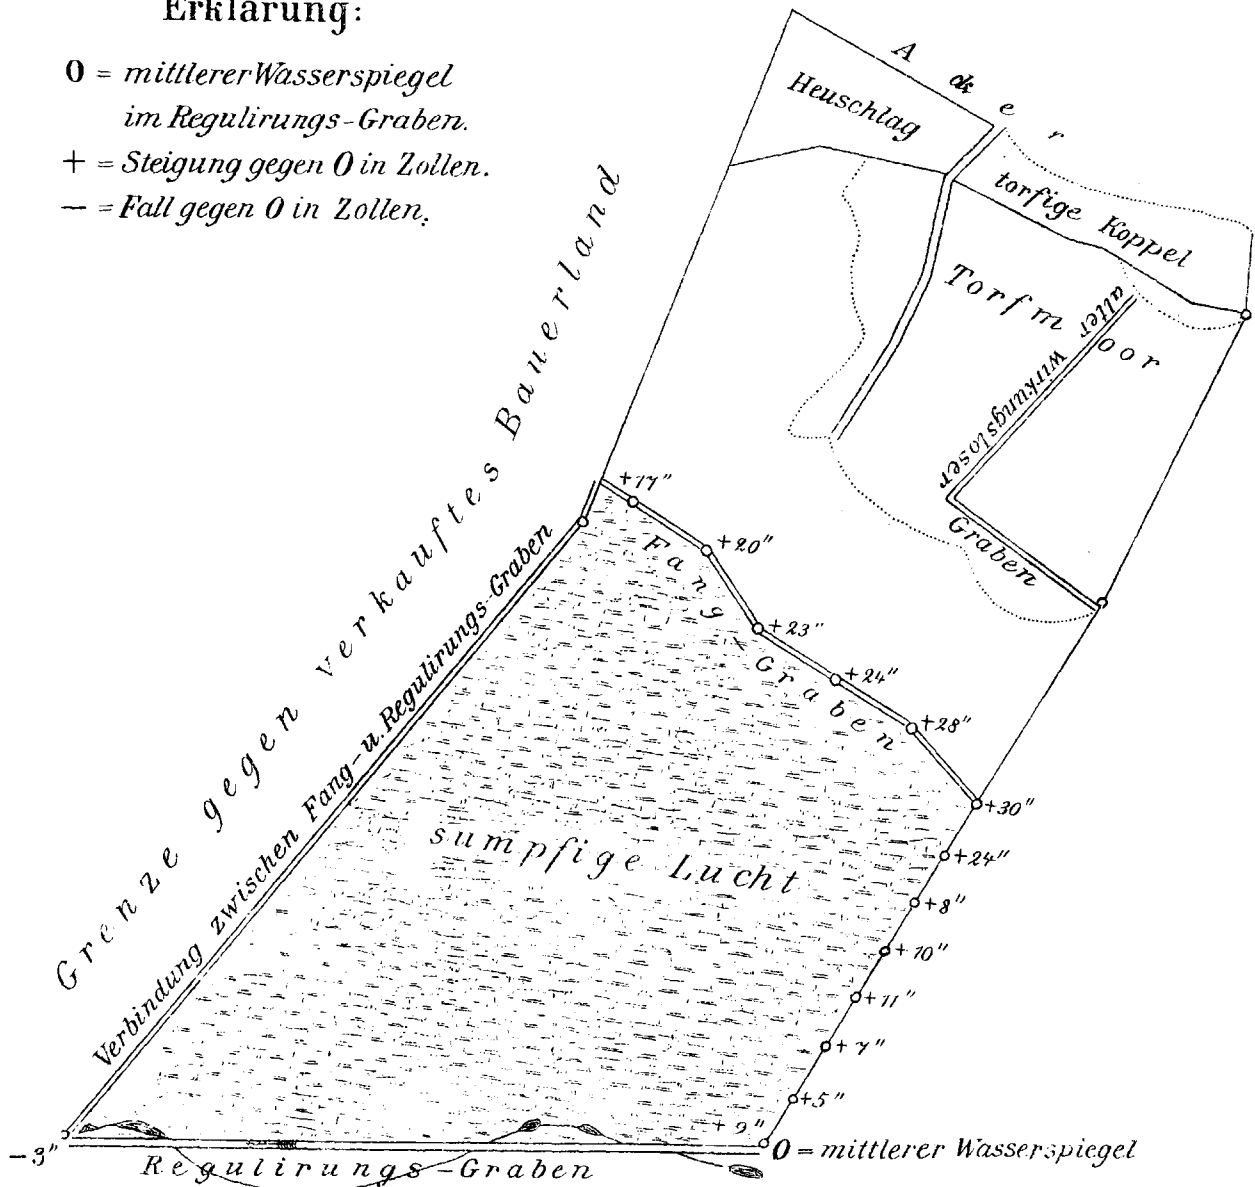 Erklärung:
0 = mittlerer Wasserspiegel
im Regulirungs-Graben.
+ = Steigung gegen 0 in Zollen.
— = Fall gegen 0 in Zollen.
Acker
Heuschlag
torfige Koppel
Torfmoor
alter
wirkungsloser
Graben
Grenze gegen verkauftes Bauerland
Verbindung zwischen Fang- u. Regulirungs-Graben
+17"
+20"
Fang-Graben
+23"
+24"
+28"
+30"
sumpfige Lucht
+24"
+8"
+10"
+11"
+7"
+5"
+9"
-3"
0 = mittlerer Wasserspiegel
Regulirungs-Graben